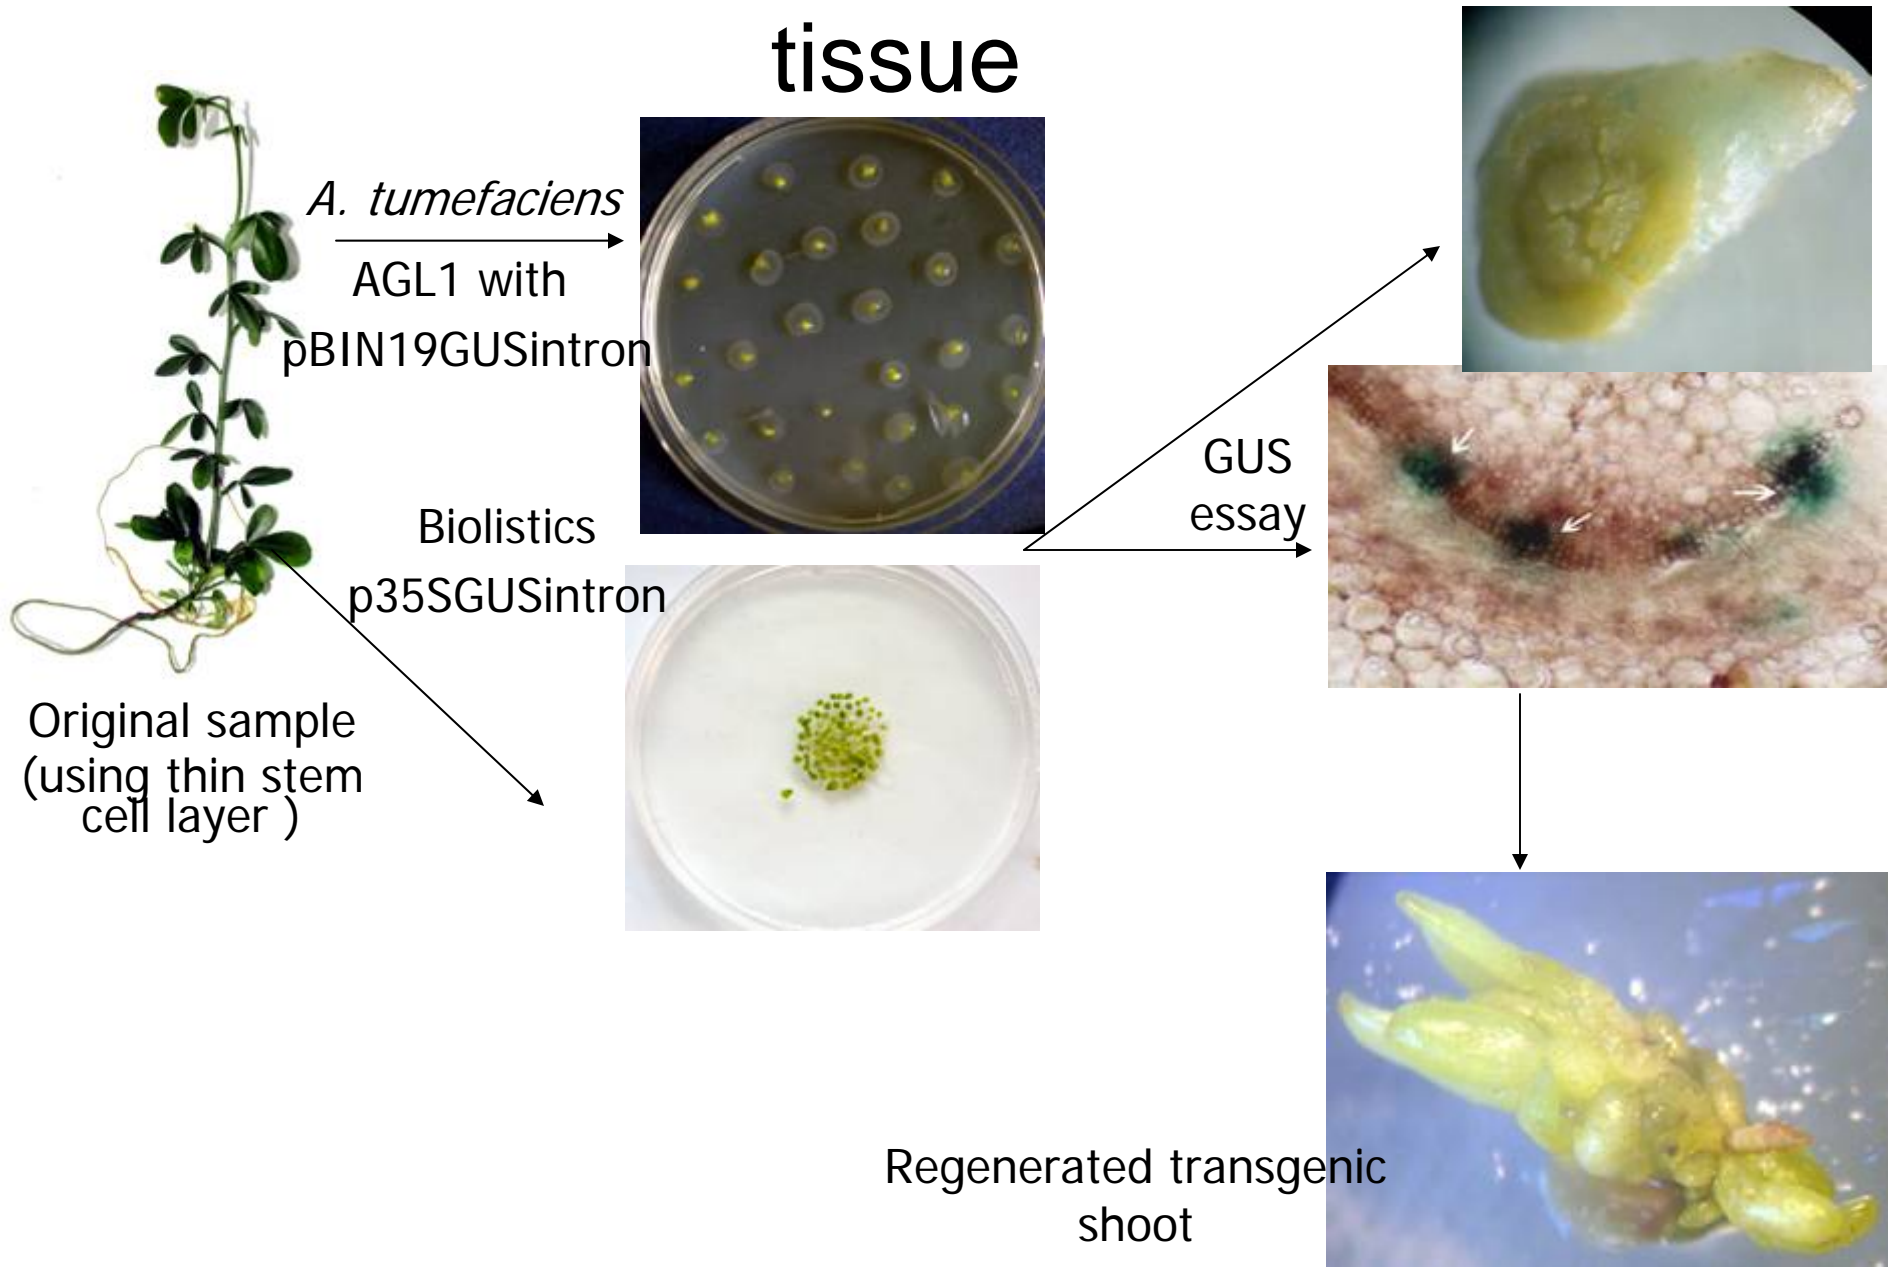 tissue
A. tumefaciens
AGL1 with
pBIN19GUSintron
Biolistics
p35SGUSintron
GUS
essay
Original sample
(using thin stem
cell layer )
Regenerated transgenic
shoot